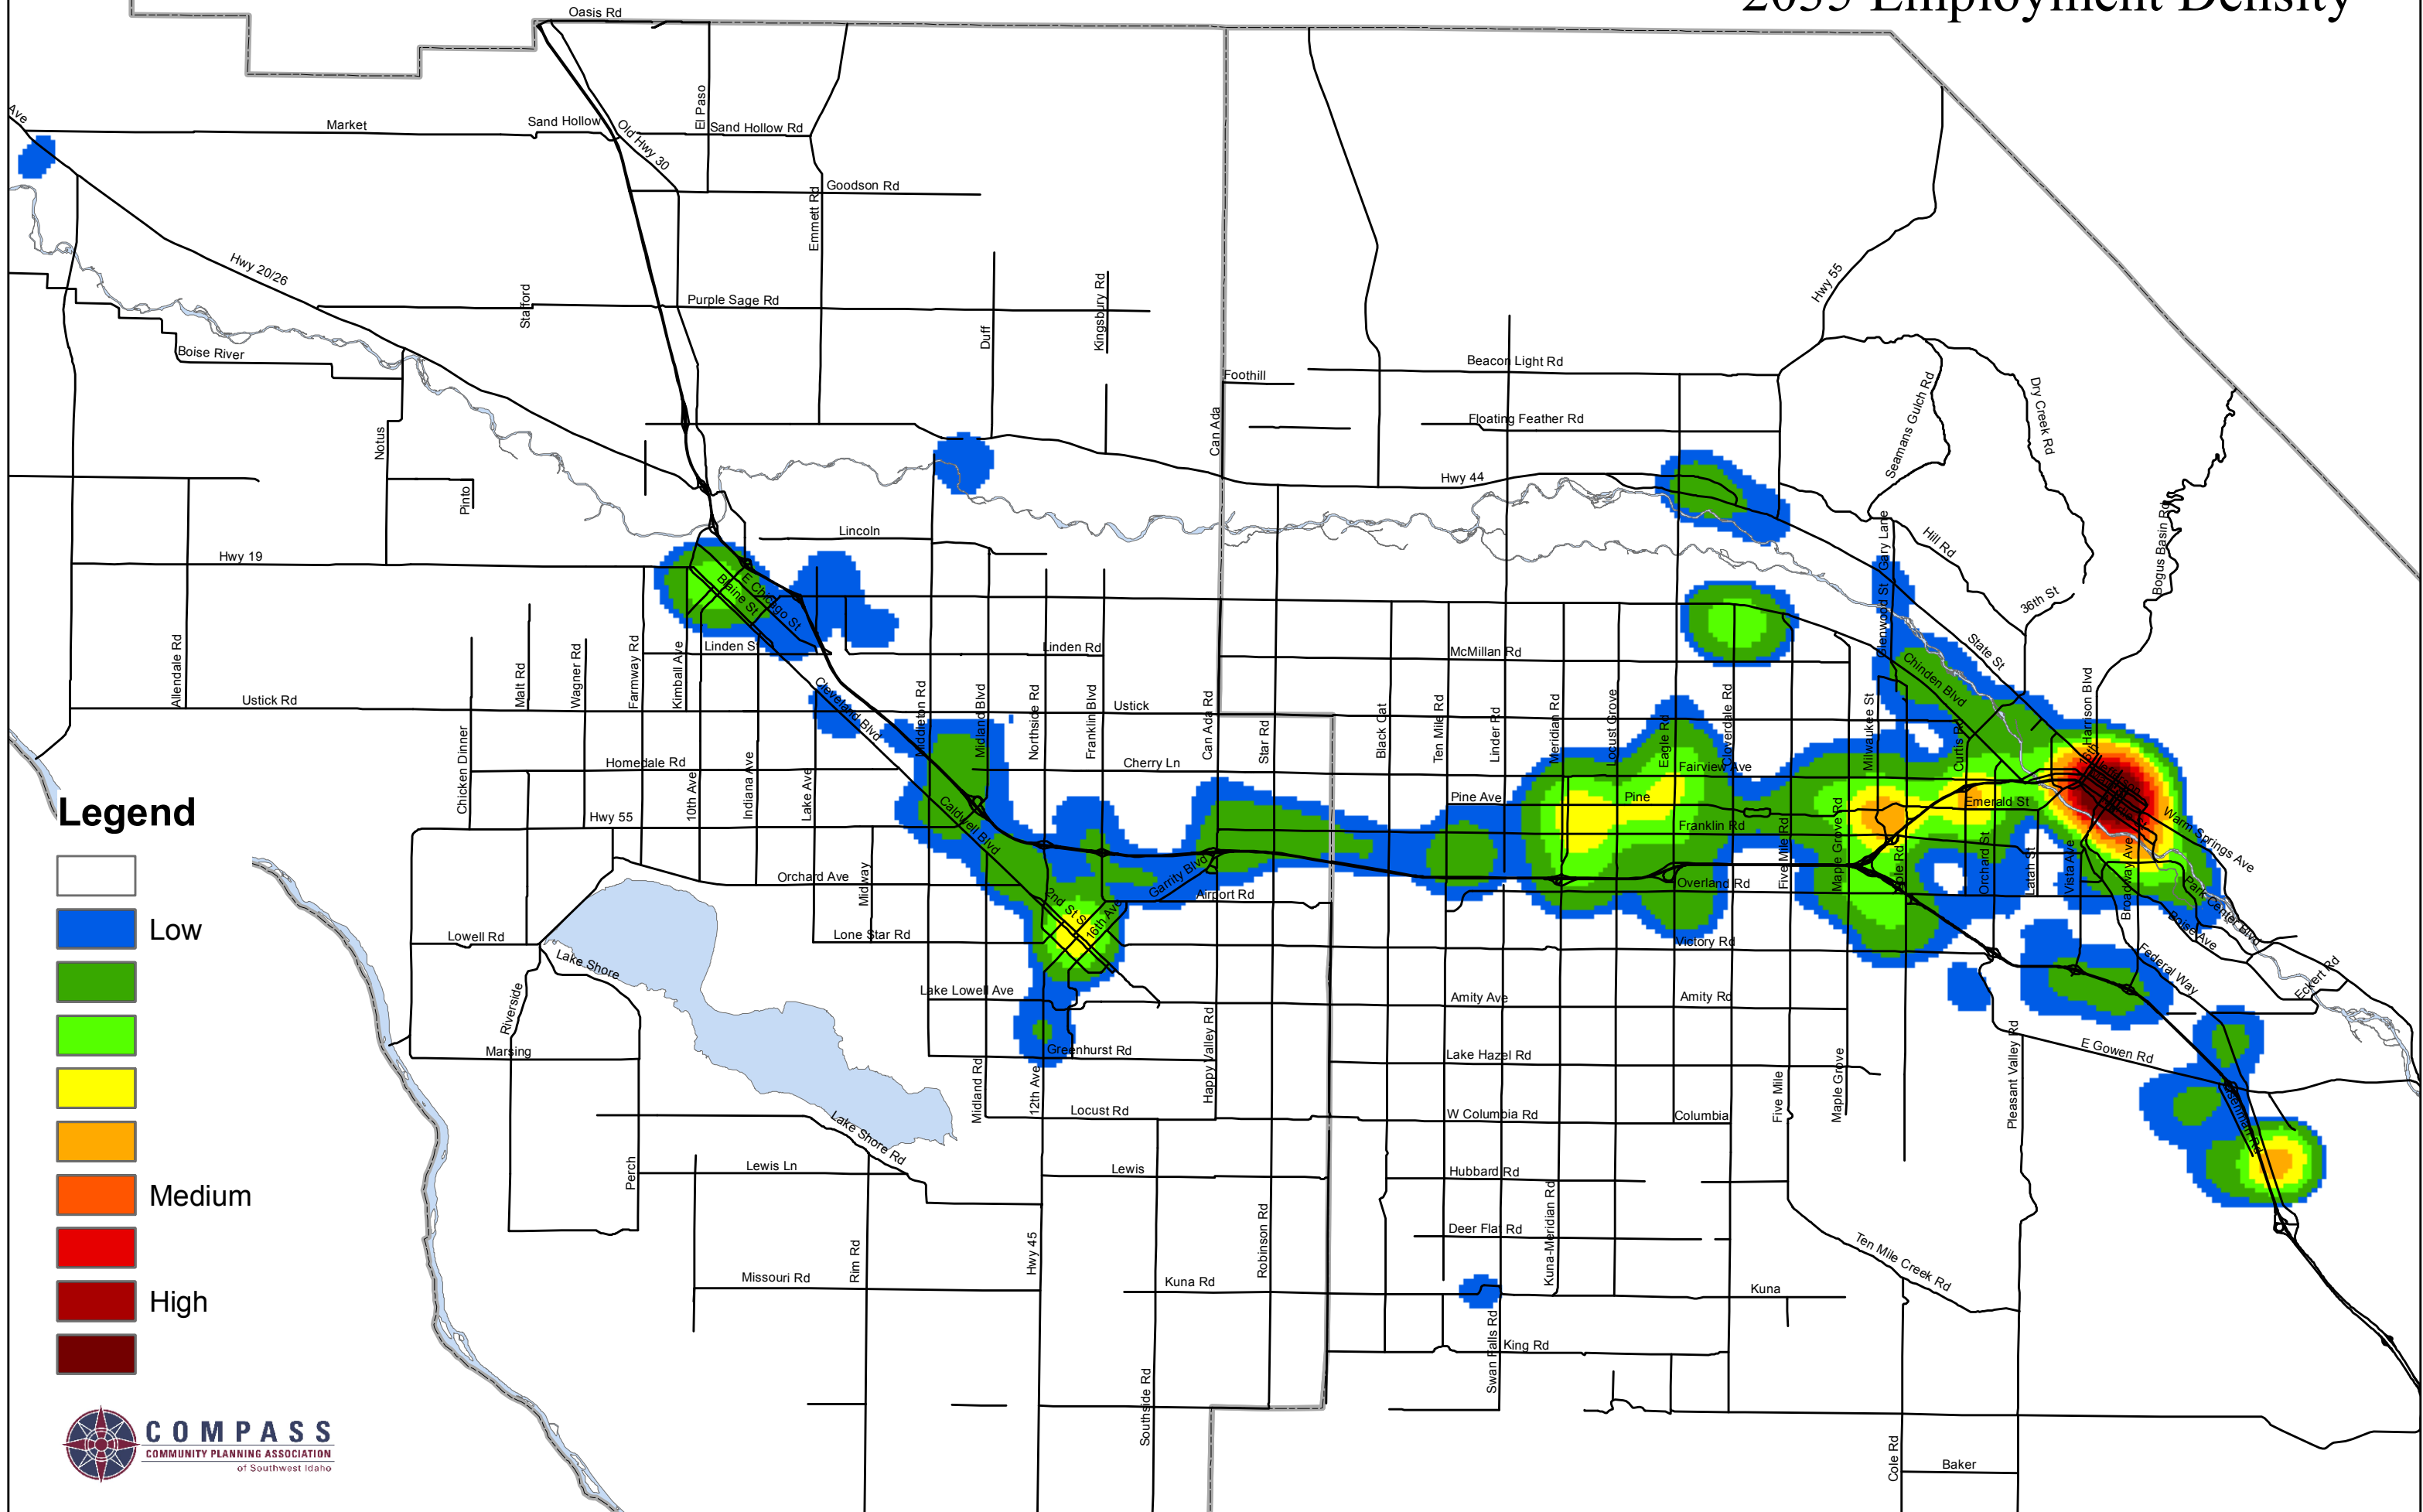 2035 Employment Density
Oasis Rd
Ave
Market
Sand Hollow
Old Hwy 30
El Paso
Sand Hollow Rd
Goodson Rd
Emmett Rd
Hwy 20/26
Stafford
Purple Sage Rd
Duff
Kingsbury Rd
Boise River
Hwy 55
Beacon Light Rd
Foothill
Can Ada
Floating Feather Rd
Seamans Gulch Rd
Dry Creek Rd
Notus
Pinto
Hwy 44
Bogus Basin Rd
Lincoln
Gary Lane
Hill Rd
Hwy 19
E Chicago St
Blaine St
Glenwood St
36th St
Allendale Rd
Malt Rd
Wagner Rd
Farmway Rd
Kimball Ave
Linden St
Linden Rd
McMillan Rd
State St
Chinden Blvd
Ustick Rd
Cleveland Blvd
Middleton Rd
Midland Blvd
Northside Rd
Franklin Blvd
Ustick
Can Ada Rd
Star Rd
Black Cat
Ten Mile Rd
Linder Rd
Meridian Rd
Locust Grove
Eagle Rd
Cloverdale Rd
Milwaukee St
Curtis Rd
Harrison Blvd
Chicken Dinner
Homedale Rd
10th Ave
Indiana Ave
Lake Ave
Cherry Ln
Fairview Ave
Legend
Hwy 55
Caldwell Blvd
Pine Ave
Pine
Emerald St
Franklin Rd
Five Mile Rd
Maple Grove Rd
Warm Springs Ave
Orchard Ave
Midway
Garrity Blvd
Airport Rd
Overland Rd
Cole Rd
Orchard St
Latah St
Vista Ave
Broadway Ave
Park Center Blvd
Boise Ave
2nd St S
16th Ave
Low
Lowell Rd
Lone Star Rd
Victory Rd
Lake Shore
Federal Way
Eckert Rd
Riverside
Lake Lowell Ave
Amity Ave
Amity Rd
Marsing
Greenhurst Rd
Happy Valley Rd
Lake Hazel Rd
E Gowen Rd
Pleasant Valley Rd
Midland Rd
12th Ave
Locust Rd
W Columbia Rd
Columbia
Five Mile
Maple Grove
Eisenman Rd
Lake Shore Rd
Perch
Lewis Ln
Lewis
Hubbard Rd
Medium
Rim Rd
Hwy 45
Robinson Rd
Deer Flat Rd
Kuna-Meridian Rd
Ten Mile Creek Rd
Missouri Rd
Kuna Rd
Kuna
High
Swan Falls Rd
King Rd
Southside Rd
Cole Rd
Baker
COMPASS
COMMUNITY PLANNING ASSOCIATION
of Southwest Idaho